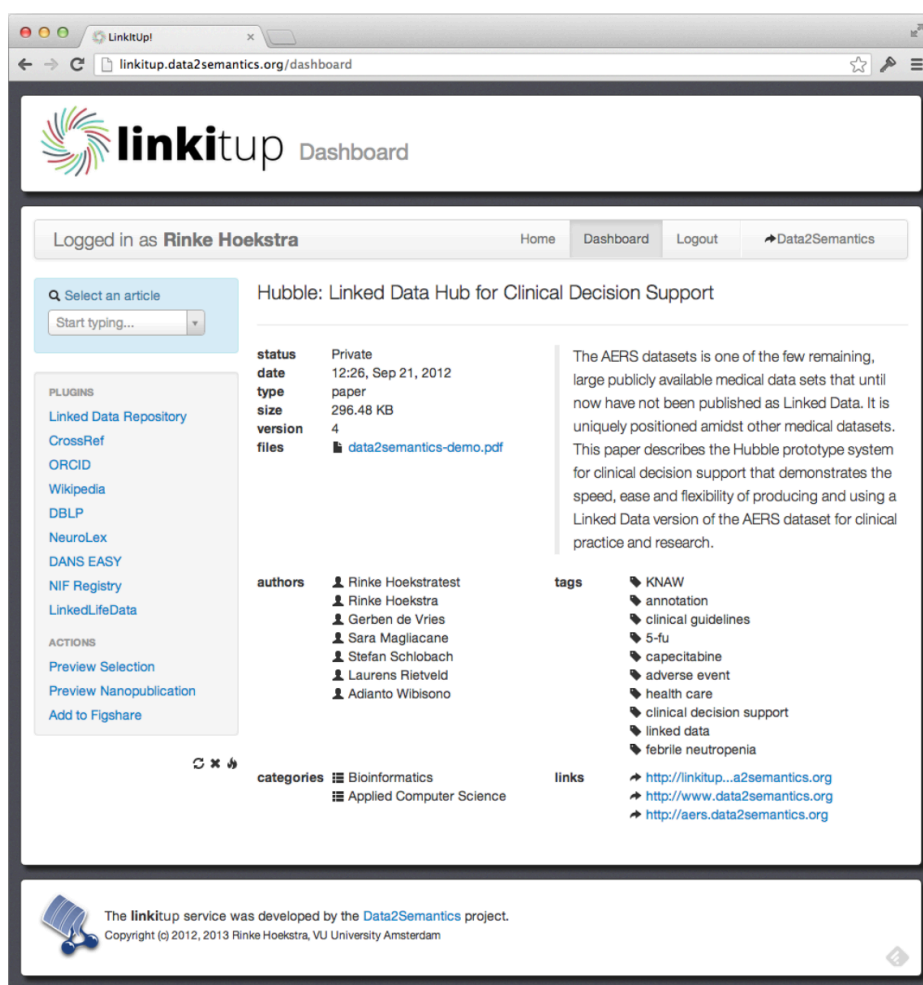 LinkItUp!
linkitup.data2semantics.org/dashboard
linkitup Dashboard
Logged in as Rinke Hoekstra
Home
Dashboard
Logout
Data2Semantics
Select an article
Start typing...
PLUGINS
Linked Data Repository
CrossRef
ORCID
Wikipedia
DBLP
NeuroLex
DANS EASY
NIF Registry
LinkedLifeData
ACTIONS
Preview Selection
Preview Nanopublication
Add to Figshare
Hubble: Linked Data Hub for Clinical Decision Support
status Private
date 12:26, Sep 21, 2012
type paper
size 296.48 KB
version 4
files data2semantics-demo.pdf
The AERS datasets is one of the few remaining,
large publicly available medical data sets that until
now have not been published as Linked Data. It is
uniquely positioned amidst other medical datasets.
This paper describes the Hubble prototype system
for clinical decision support that demonstrates the
speed, ease and flexibility of producing and using a
Linked Data version of the AERS dataset for clinical
practice and research.
authors Rinke Hoekstratest
Rinke Hoekstra
Gerben de Vries
Sara Magliacane
Stefan Schlobach
Laurens Rietveld
Adianto Wibisono
tags KNAW
annotation
clinical guidelines
5-fu
capecitabine
adverse event
health care
clinical decision support
linked data
febrile neutropenia
categories Bioinformatics
Applied Computer Science
links http://linkitup...a2semantics.org
http://www.data2semantics.org
http://aers.data2semantics.org
The linkitup service was developed by the Data2Semantics project.
Copyright (c) 2012, 2013 Rinke Hoekstra, VU University Amsterdam